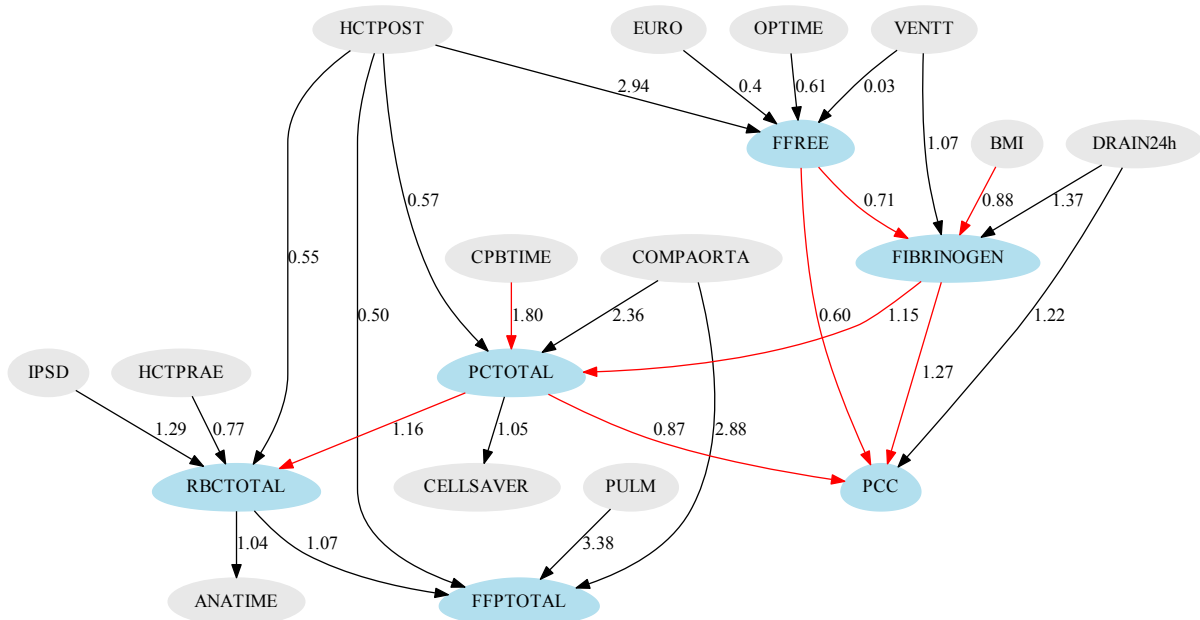 HCTPOST
EURO
OPTIME
VENTT
2.94
0.4
0.61
0.03
FFREE
1.07
BMI
DRAIN24h
0.57
0.71
0.88
1.37
0.55
CPBTIME
COMPAORTA
FIBRINOGEN
0.50
1.80
2.36
0.60
1.15
1.22
IPSD
HCTPRAE
PCTOTAL
1.27
1.29
0.77
1.16
1.05
0.87
2.88
RBCTOTAL
CELLSAVER
PULM
PCC
1.04
1.07
3.38
ANATIME
FFPTOTAL